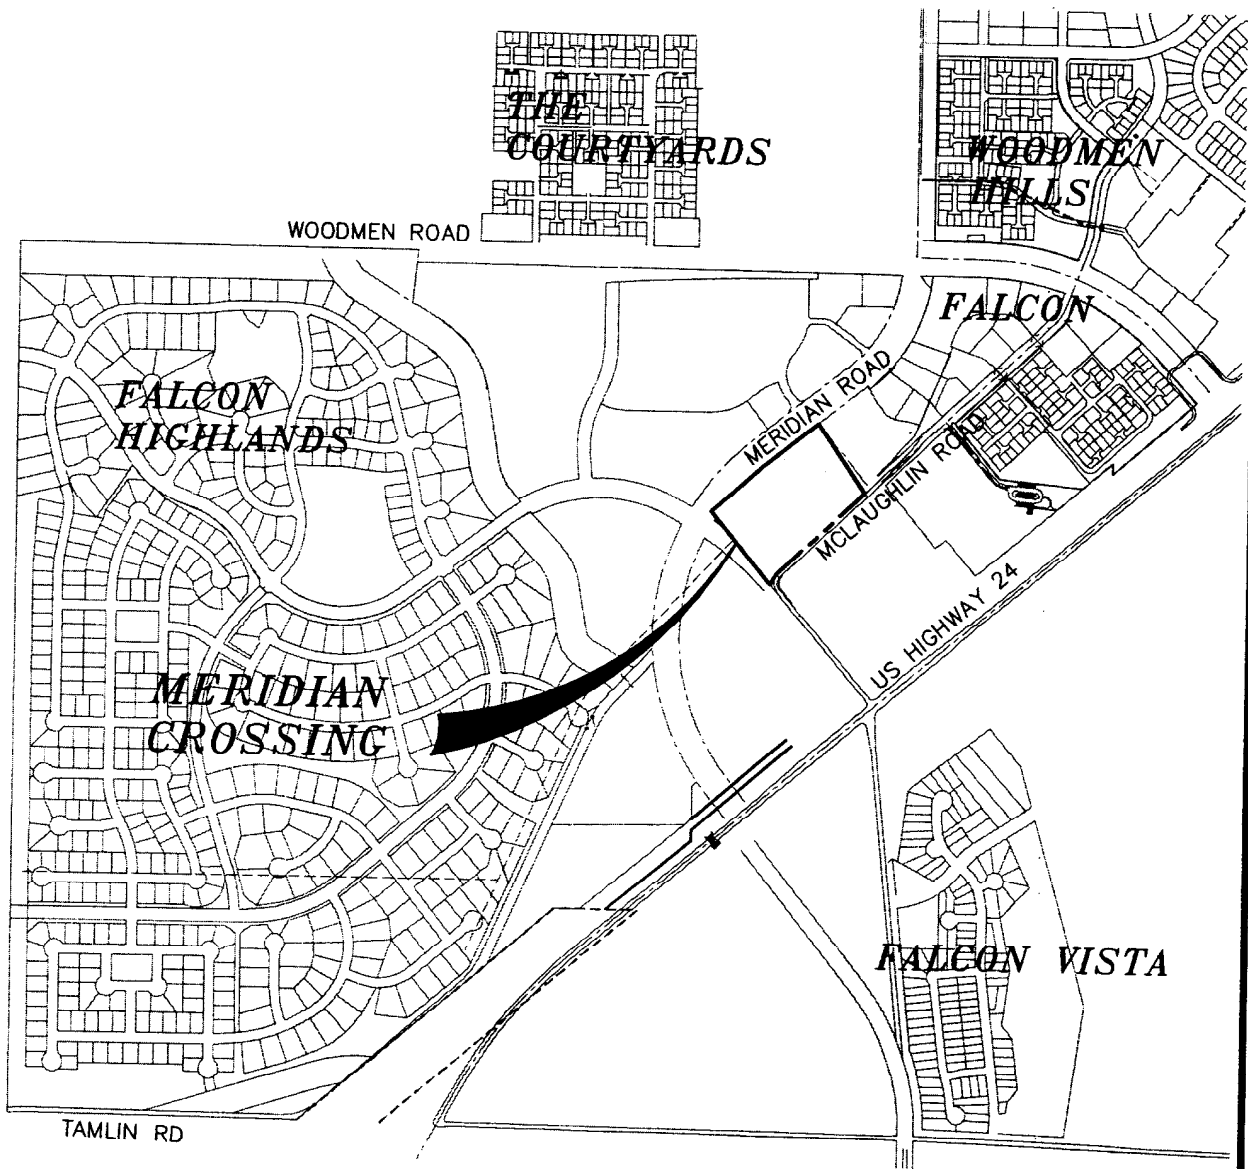 THE
COURTYARDS
WOODMEN
HILLS
WOODMEN ROAD
FALCON
MERIDIAN ROAD
FALCON
HIGHLANDS
MCLAUGHLIN ROAD
US HIGHWAY 24
MERIDIAN
CROSSING
FALCON VISTA
TAMLIN RD